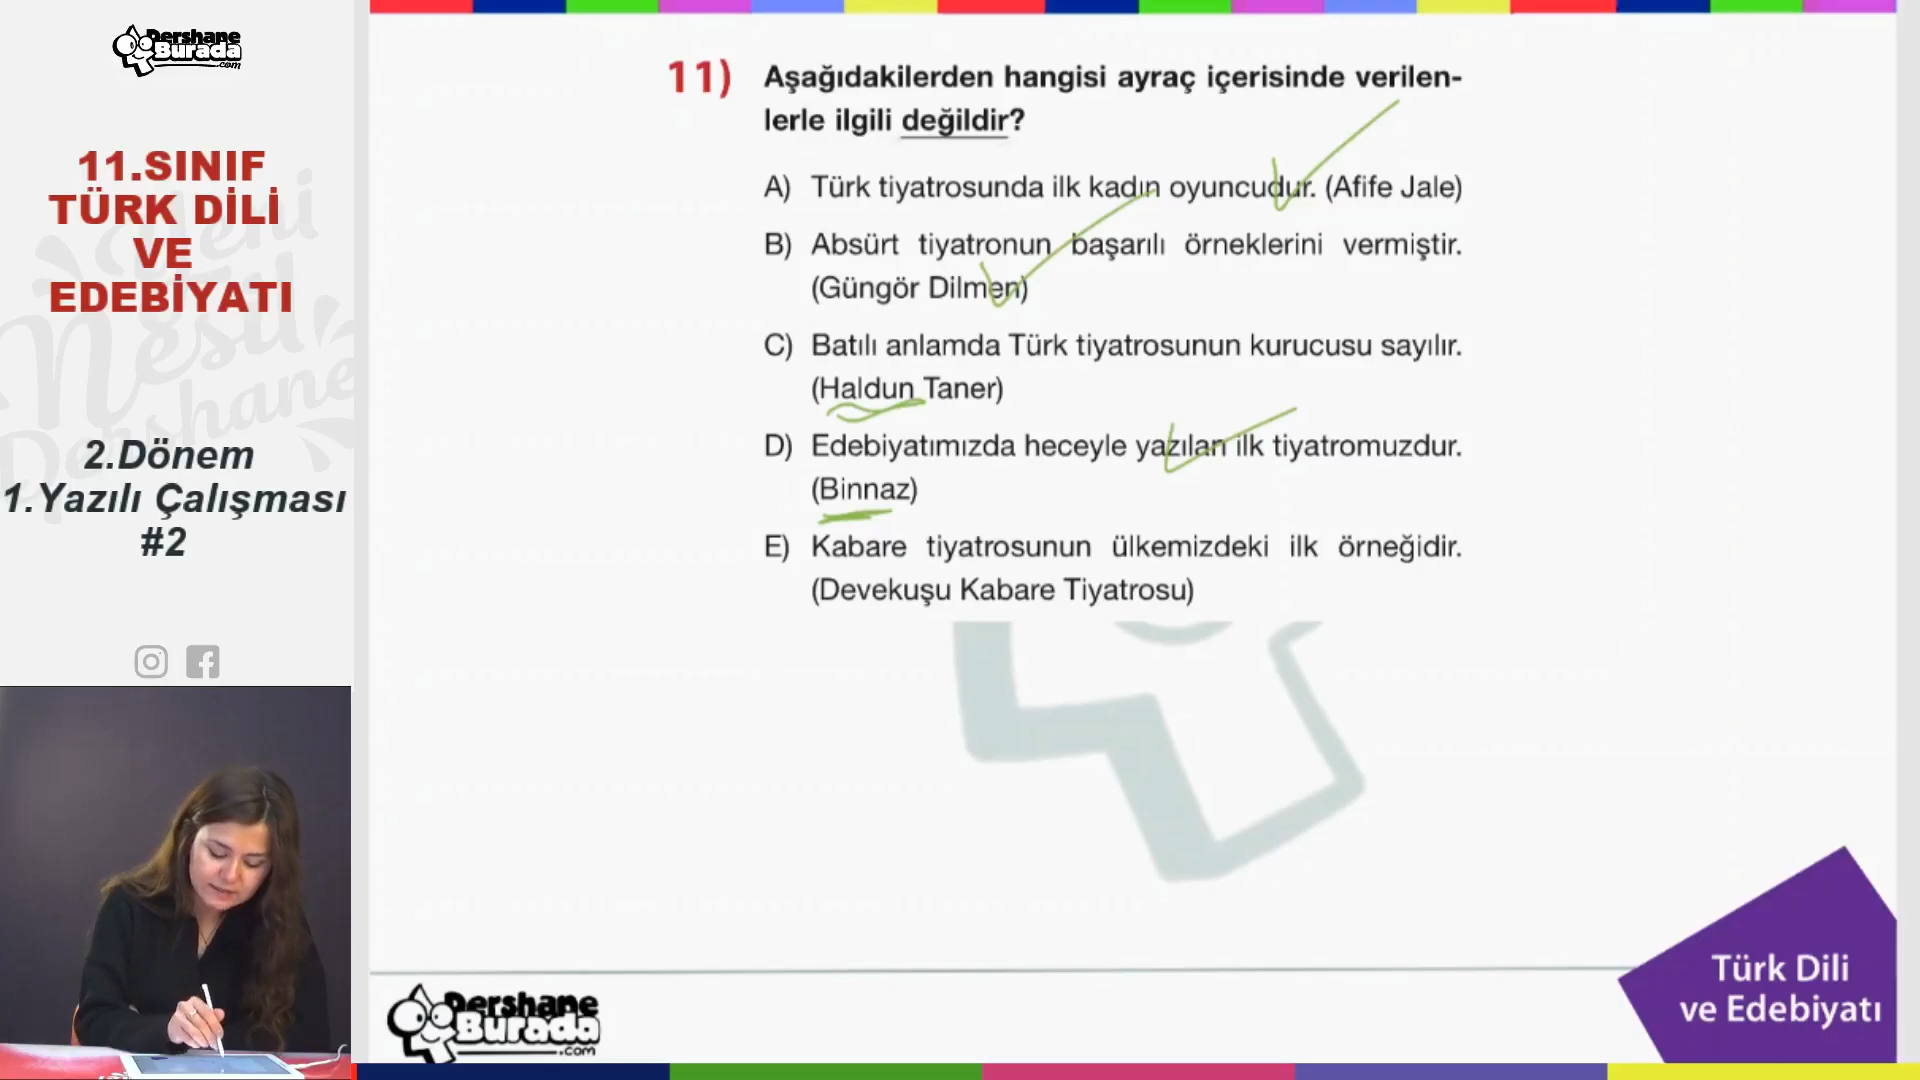 Dershane
Burada
.com
11.SINIF
TÜRK DİLİ
VE
EDEBİYATI
Yeni
Nesil
Dershane
2.Dönem
1.Yazılı Çalışması
#2
11) Aşağıdakilerden hangisi ayraç içerisinde verilen-
lerle ilgili değildir?
A) Türk tiyatrosunda ilk kadın oyuncudur. (Afife Jale)
B) Absürt tiyatronun başarılı örneklerini vermiştir.
(Güngör Dilmen)
C) Batılı anlamda Türk tiyatrosunun kurucusu sayılır.
(Haldun Taner)
D) Edebiyatımızda heceyle yazılan ilk tiyatromuzdur.
(Binnaz)
E) Kabare tiyatrosunun ülkemizdeki ilk örneğidir.
(Devekuşu Kabare Tiyatrosu)
Dershane
Burada
.com
Türk Dili
ve Edebiyatı